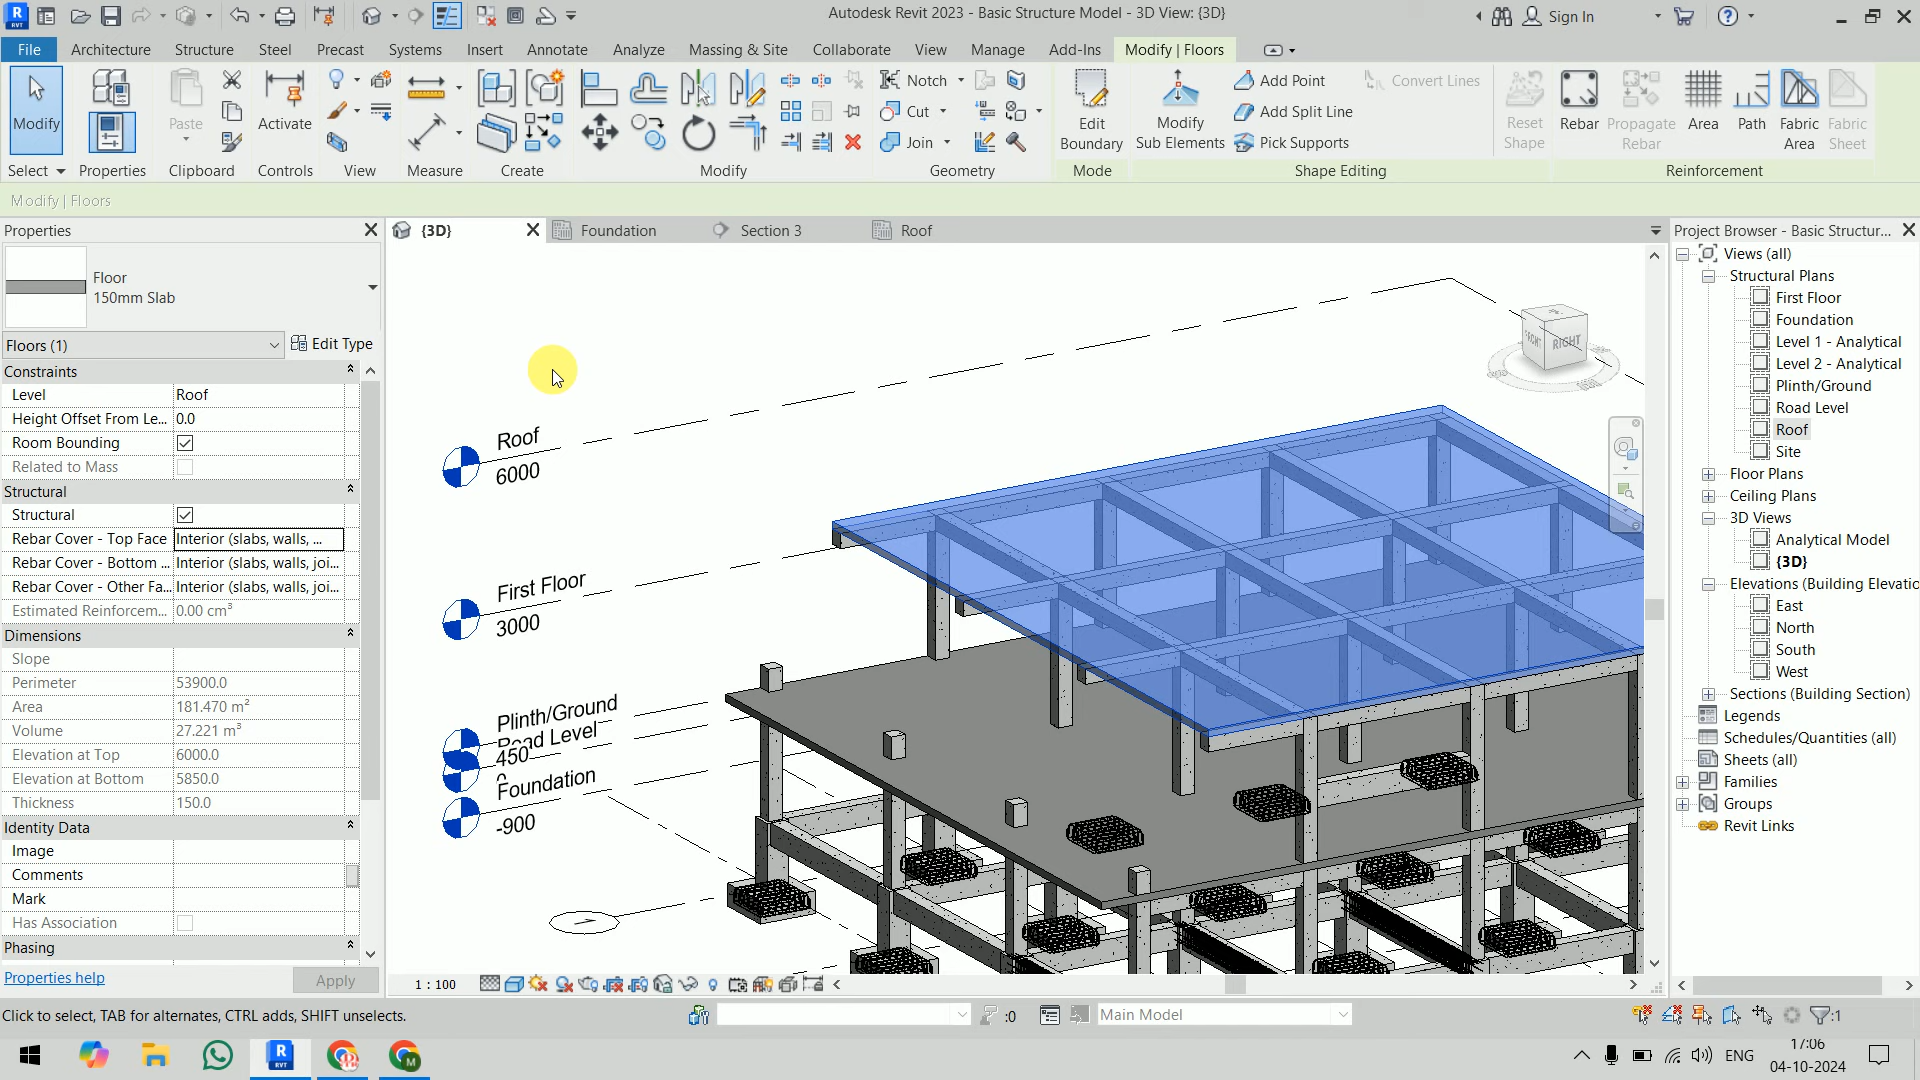 Autodesk Revit 2023 - Basic Structure Model - 3D View: {3D}
Sign In
File Architecture Structure Steel Precast Systems Insert Annotate Analyze Massing & Site Collaborate View Manage Add-Ins Modify | Floors
Modify
Paste
Activate
Notch
Cut
Join
Edit Boundary
Modify Sub Elements
Add Point
Add Split Line
Pick Supports
Convert Lines
Reset Shape
Rebar
Propagate Rebar
Area
Path
Fabric Area
Fabric Sheet
Select Properties Clipboard Controls View Measure Create Modify Geometry Mode Shape Editing Reinforcement
Modify | Floors
Properties
{3D} Foundation Section 3 Roof
Project Browser - Basic Structur...
Floor
150mm Slab
Floors (1)
Edit Type
Constraints
Level Roof
Height Offset From Le... 0.0
Room Bounding
Related to Mass
Structural
Structural
Rebar Cover - Top Face Interior (slabs, walls, ...
Rebar Cover - Bottom ... Interior (slabs, walls, joi...
Rebar Cover - Other Fa... Interior (slabs, walls, joi...
Estimated Reinforcem... 0.00 cm³
Dimensions
Slope
Perimeter 53900.0
Area 181.470 m²
Volume 27.221 m³
Elevation at Top 6000.0
Elevation at Bottom 5850.0
Thickness 150.0
Identity Data
Image
Comments
Mark
Has Association
Phasing
Properties help
Apply
Roof
6000
First Floor
3000
Plinth/Ground
450
Road Level
0
Foundation
-900
1
FRONT
RIGHT
Views (all)
Structural Plans
First Floor
Foundation
Level 1 - Analytical
Level 2 - Analytical
Plinth/Ground
Road Level
Roof
Site
Floor Plans
Ceiling Plans
3D Views
Analytical Model
{3D}
Elevations (Building Elevatio
East
North
South
West
Sections (Building Section)
Legends
Schedules/Quantities (all)
Sheets (all)
Families
Groups
Revit Links
1 : 100
Click to select, TAB for alternates, CTRL adds, SHIFT unselects.
:0
Main Model
:1
ENG
17:06
04-10-2024